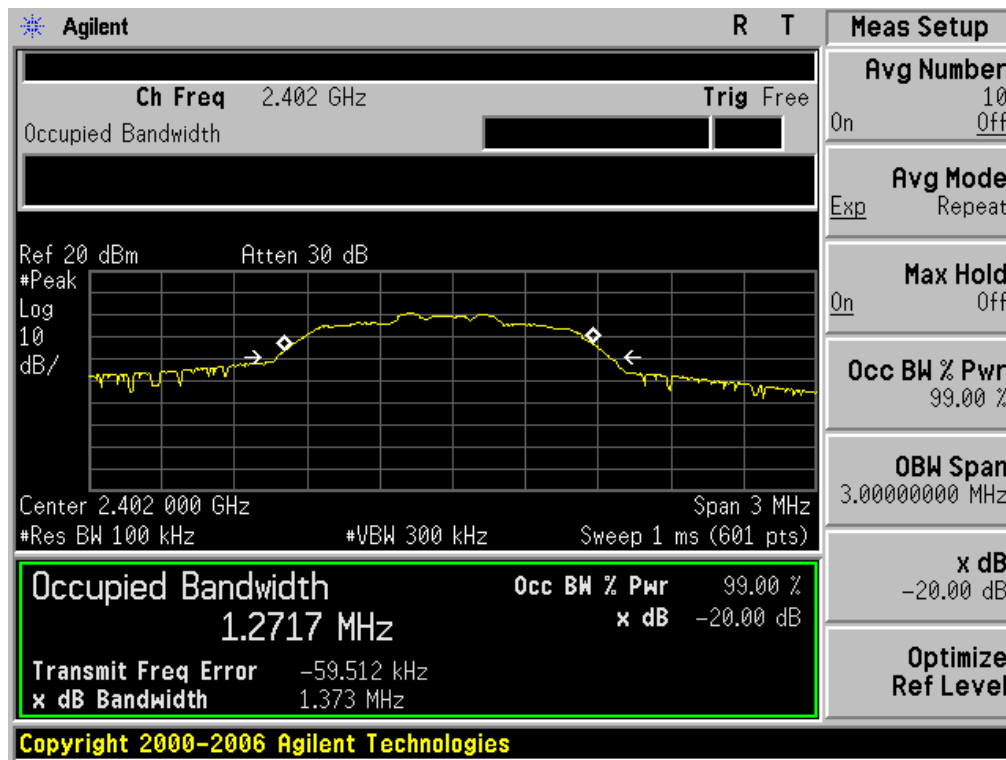 Agilent R T
Meas Setup
Avg Number
10
On Off
Avg Mode
Exp Repeat
Max Hold
On Off
Occ BW % Pwr
99.00 %
OBW Span
3.00000000 MHz
x dB
-20.00 dB
Optimize
Ref Level
Ch Freq 2.402 GHz Trig Free
Occupied Bandwidth
Ref 20 dBm Atten 30 dB
#Peak
Log
10
dB/
Center 2.402 000 GHz Span 3 MHz
#Res BW 100 kHz #VBW 300 kHz Sweep 1 ms (601 pts)
Occupied Bandwidth Occ BW % Pwr 99.00 %
1.2717 MHz x dB -20.00 dB
Transmit Freq Error -59.512 kHz
x dB Bandwidth 1.373 MHz
Copyright 2000-2006 Agilent Technologies